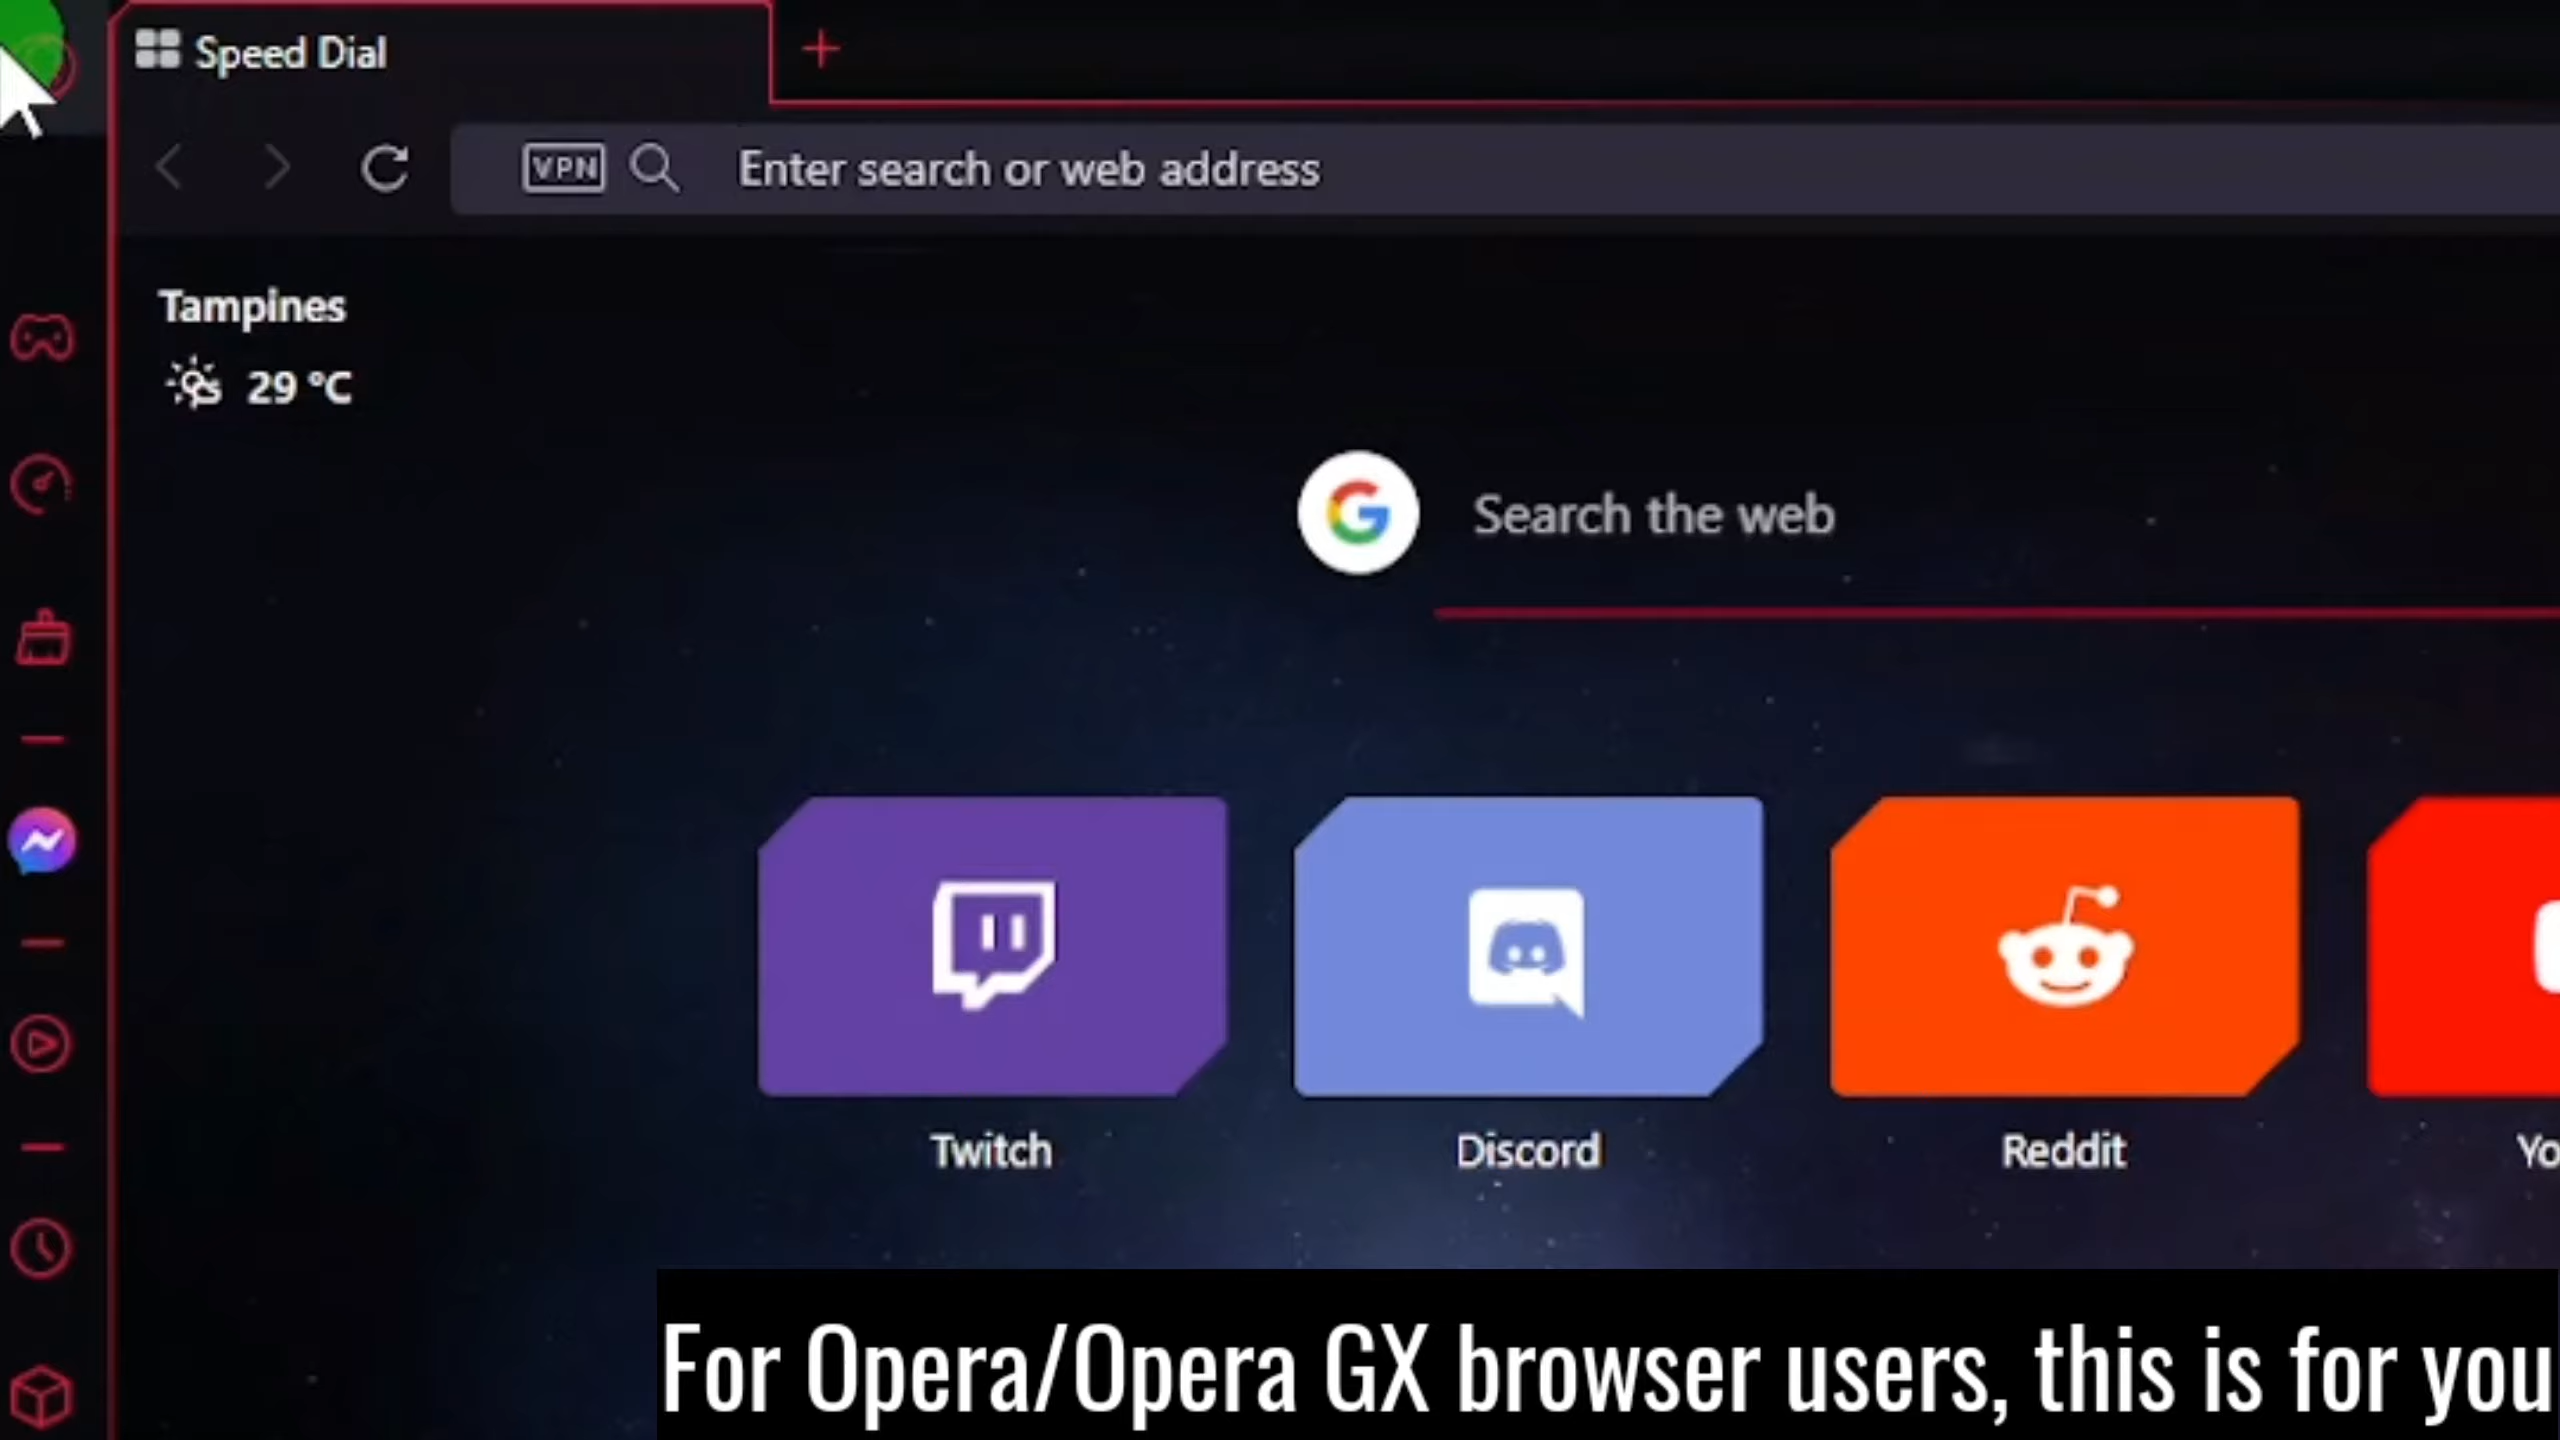 Speed Dial
VPN Enter search or web address
Tampines
29 °C
Search the web
Twitch
Discord
Reddit
Yo
For Opera/Opera GX browser users, this is for you